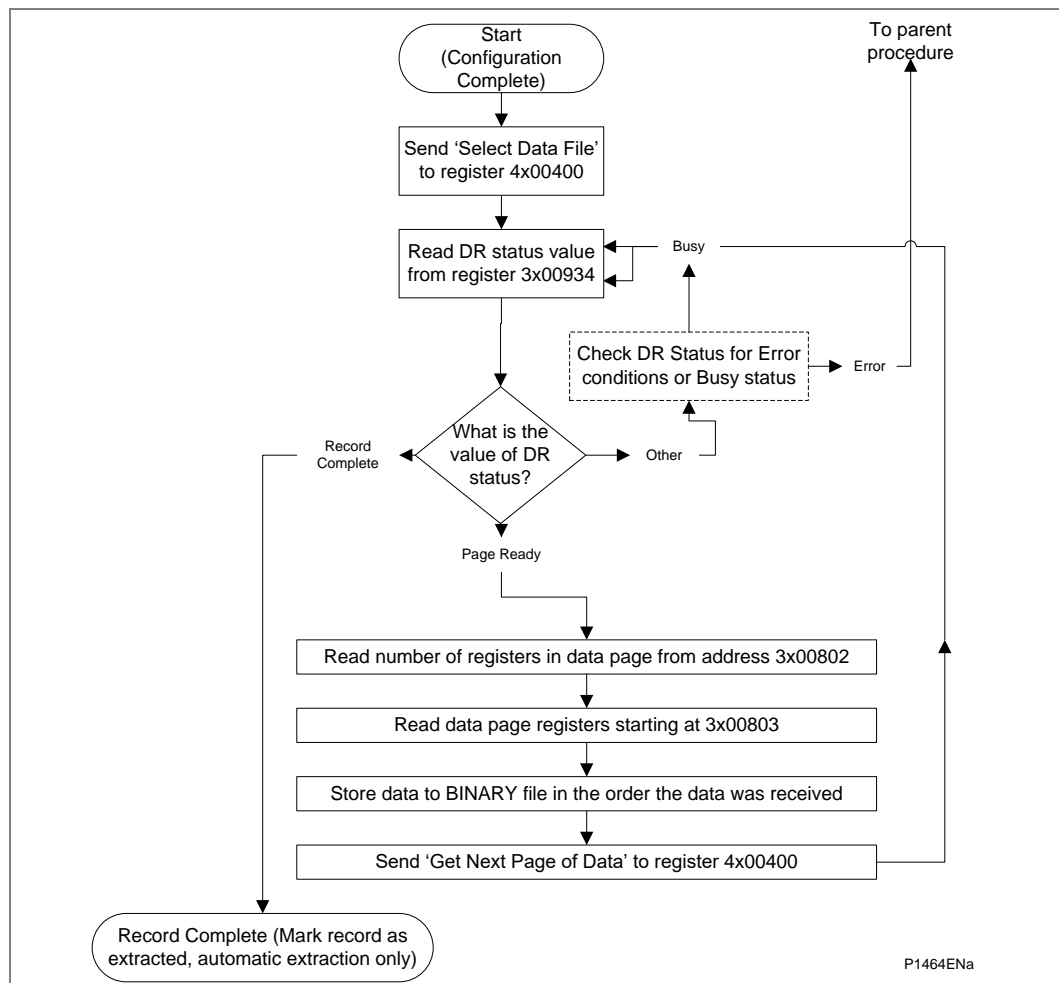 Start
(Configuration
Complete)
To parent
procedure
Send ‘Select Data File’
to register 4x00400
Read DR status value
from register 3x00934
Busy
Check DR Status for Error
conditions or Busy status
Error
What is the
value of DR
status?
Record
Complete
Other
Page Ready
Read number of registers in data page from address 3x00802
Read data page registers starting at 3x00803
Store data to BINARY file in the order the data was received
Send ‘Get Next Page of Data’ to register 4x00400
Record Complete (Mark record as
extracted, automatic extraction only)
P1464ENa